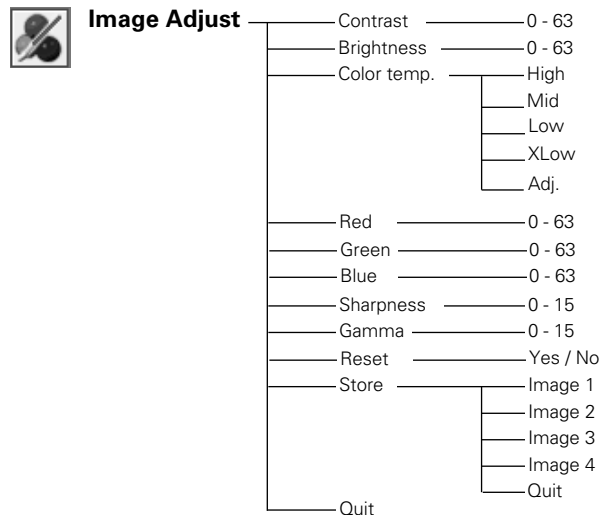 Image Adjust Contrast 0 - 63
Brightness 0 - 63
Color temp. High
Mid
Low
XLow
Adj.
Red 0 - 63
Green 0 - 63
Blue 0 - 63
Sharpness 0 - 15
Gamma 0 - 15
Reset Yes / No
Store Image 1
Image 2
Image 3
Image 4
Quit
Quit